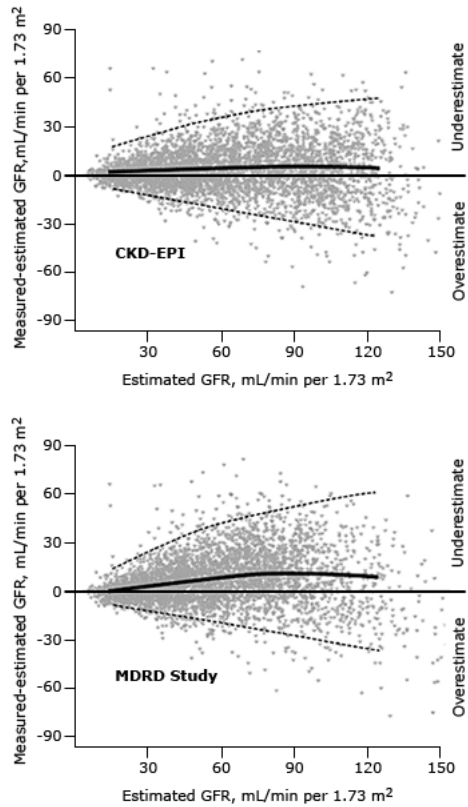 Measured-estimated GFR,mL/min per 1.73 m²
90
60
30
0
-30
-60
-90
CKD-EPI
Underestimate
Overestimate
30 60 90 120 150
Estimated GFR, mL/min per 1.73 m²
Measured-estimated GFR, mL/min per 1.73 m²
90
60
30
0
-30
-60
-90
MDRD Study
Underestimate
Overestimate
30 60 90 120 150
Estimated GFR, mL/min per 1.73 m²